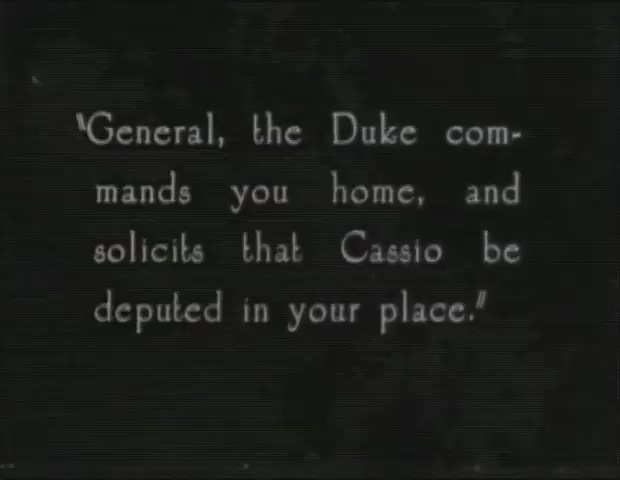 "General, the Duke com-
mands you home, and
solicits that Cassio be
deputed in your place."